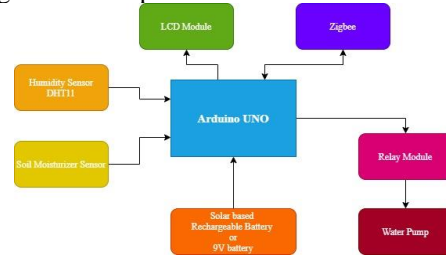 LCD Module
Zigbee
Humidity Sensor
DHT11
Arduino UNO
Soil Moisturizer Sensor
Relay Module
Solar based
Rechargeable Battery
or
9V battery
Water Pump